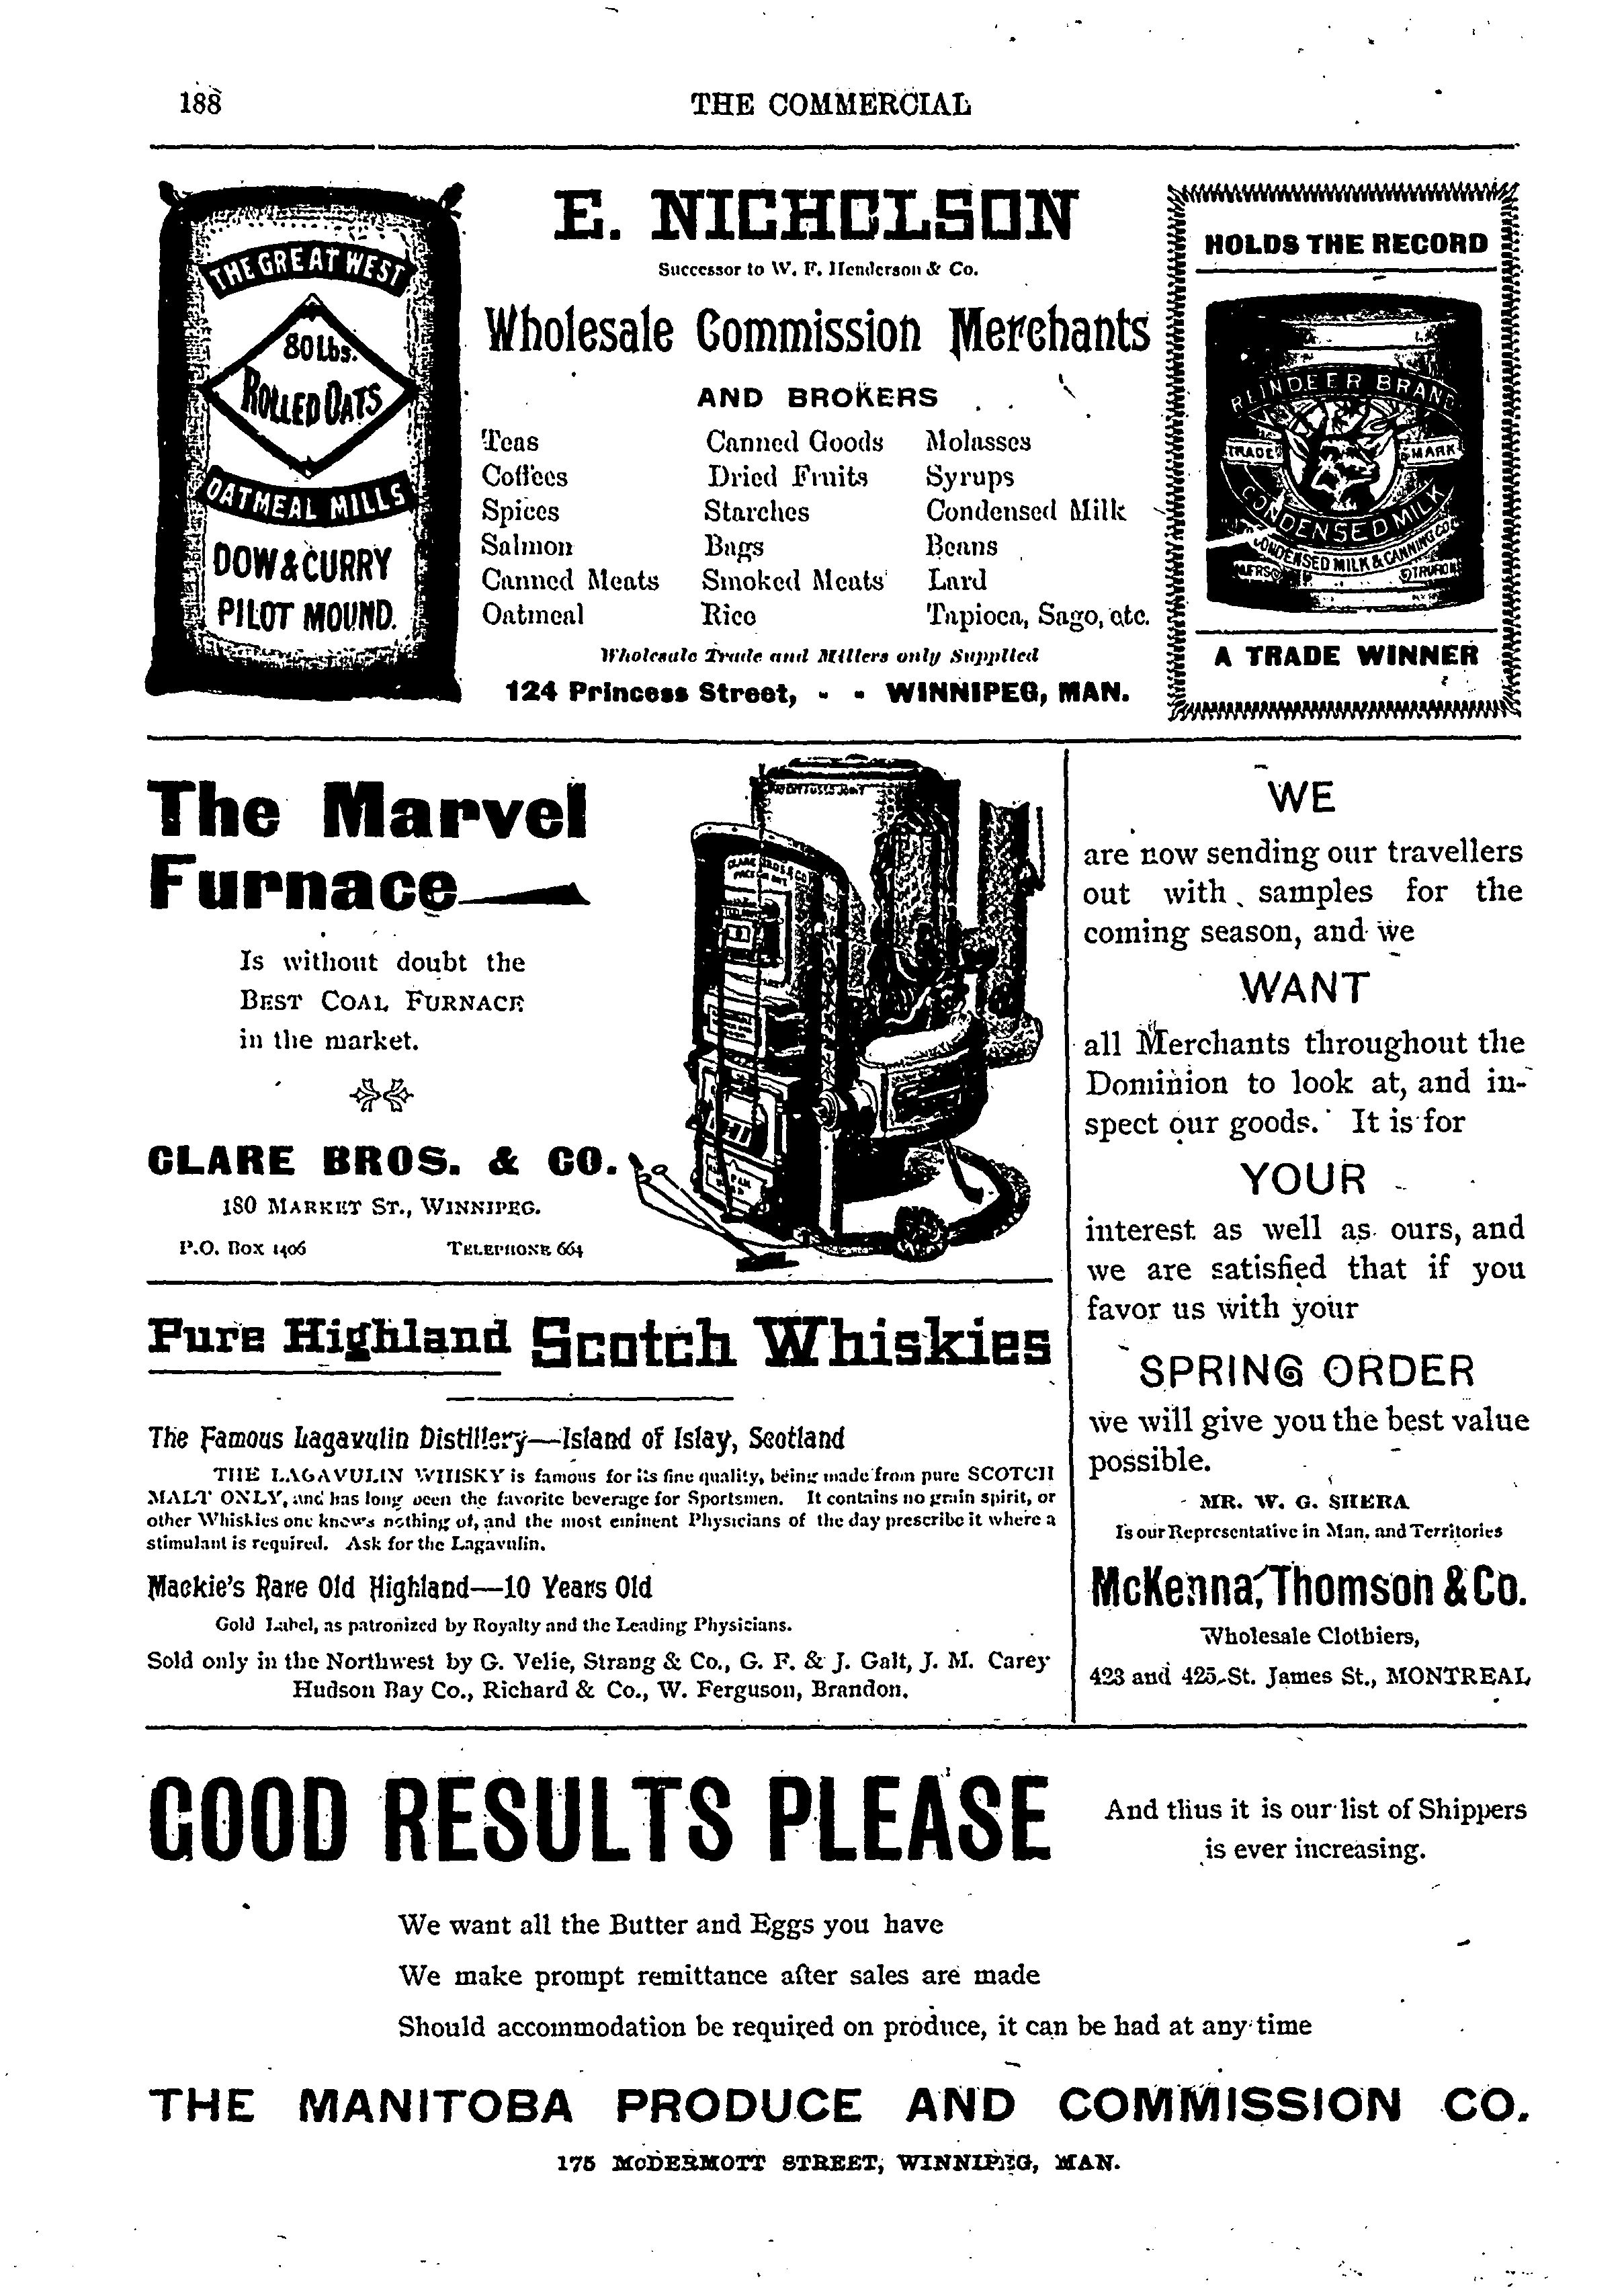 188
THE COMMERCIAL
THE GREAT WEST
80 Lbs.
ROLLED OATS
OATMEAL MILLS
DOW & CURRY
PILOT MOUND.
E. NICHOLSON
Successor to W. F. Henderson & Co.
Wholesale Commission Merchants
AND BROKERS
Teas Canned Goods Molasses
Coffees Dried Fruits Syrups
Spices Starches Condensed Milk
Salmon Bags Beans
Canned Meats Smoked Meats Lard
Oatmeal Rice Tapioca, Sago, etc.
Wholesale Trade and Millers only Supplied
124 Princess Street, - - WINNIPEG, MAN.
HOLDS THE RECORD
REINDEER BRAND
TRADE MARK
CONDENSED MILK
CONDENSED MILK & CANNING CO
TRURO
A TRADE WINNER
The Marvel
Furnace
Is without doubt the
BEST COAL FURNACE
in the market.
CLARE BROS. & CO.
180 MARKET ST., WINNIPEG.
P.O. Box 1406 TELEPHONE 664
CLARE BROS & CO
Pure Highland Scotch Whiskies
The Famous Lagavulin Distillery—Island of Islay, Scotland
THE LAGAVULIN WHISKY is famous for its fine quality, being made from pure SCOTCH
MALT ONLY, and has long been the favorite beverage for Sportsmen. It contains no grain spirit, or
other Whiskies one knows nothing of, and the most eminent Physicians of the day prescribe it where a
stimulant is required. Ask for the Lagavulin.
Mackie's Rare Old Highland—10 Years Old
Gold Label, as patronized by Royalty and the Leading Physicians.
Sold only in the Northwest by G. Velie, Strang & Co., G. F. & J. Galt, J. M. Carey
Hudson Bay Co., Richard & Co., W. Ferguson, Brandon.
WE
are now sending our travellers
out with samples for the
coming season, and we
WANT
all Merchants throughout the
Dominion to look at, and in-
spect our goods. It is for
YOUR
interest as well as ours, and
we are satisfied that if you
favor us with your
SPRING ORDER
we will give you the best value
possible.
MR. W. G. SHERA
Is our Representative in Man. and Territories
McKenna, Thomson & Co.
Wholesale Clothiers,
423 and 425 St. James St., MONTREAL
GOOD RESULTS PLEASE
And thus it is our list of Shippers
is ever increasing.
We want all the Butter and Eggs you have
We make prompt remittance after sales are made
Should accommodation be required on produce, it can be had at any time
THE MANITOBA PRODUCE AND COMMISSION CO.
175 McDERMOTT STREET, WINNIPEG, MAN.